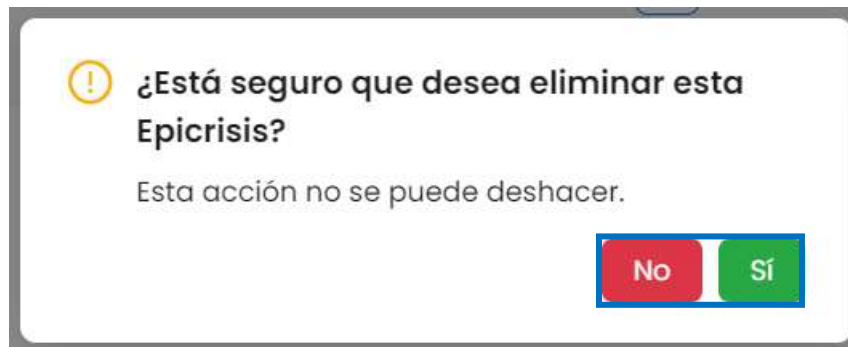 ¿Está seguro que desea eliminar esta
Epicrisis?
Esta acción no se puede deshacer.
No Sí